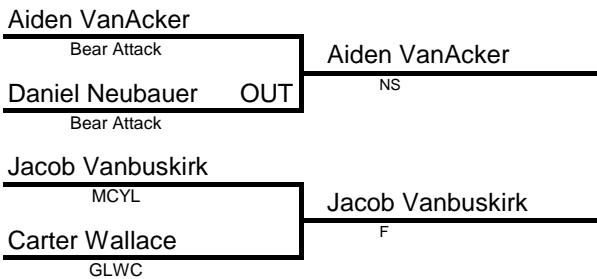 Aiden VanAcker
Bear Attack
Aiden VanAcker
NS
Daniel Neubauer OUT
Bear Attack
Jacob Vanbuskirk
MCYL
Jacob Vanbuskirk
F
Carter Wallace
GLWC